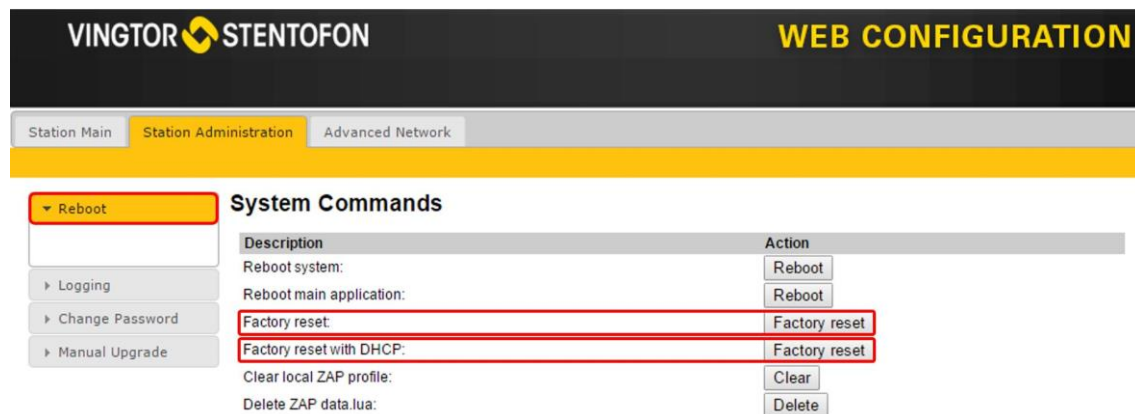 VINGTOR STENTOFON WEB CONFIGURATION
Station Main Station Administration Advanced Network
Reboot
Logging
Change Password
Manual Upgrade
System Commands
Description Action
Reboot system: Reboot
Reboot main application: Reboot
Factory reset: Factory reset
Factory reset with DHCP: Factory reset
Clear local ZAP profile: Clear
Delete ZAP data.lua: Delete